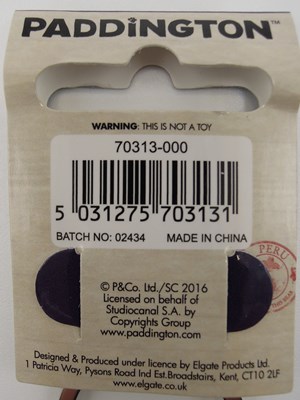 PADDINGTON™
WARNING: THIS IS NOT A TOY
70313-000
5 031275 703131
BATCH NO: 02434 MADE IN CHINA
PERU
© P&Co. Ltd./SC 2016
Licensed on behalf of
Studiocanal S.A. by
Copyrights Group
www.paddington.com
Designed & Produced under licence by Elgate Products Ltd.
1 Patricia Way, Pysons Road Ind Est.Broadstairs, Kent, CT10 2LF
www.elgate.co.uk